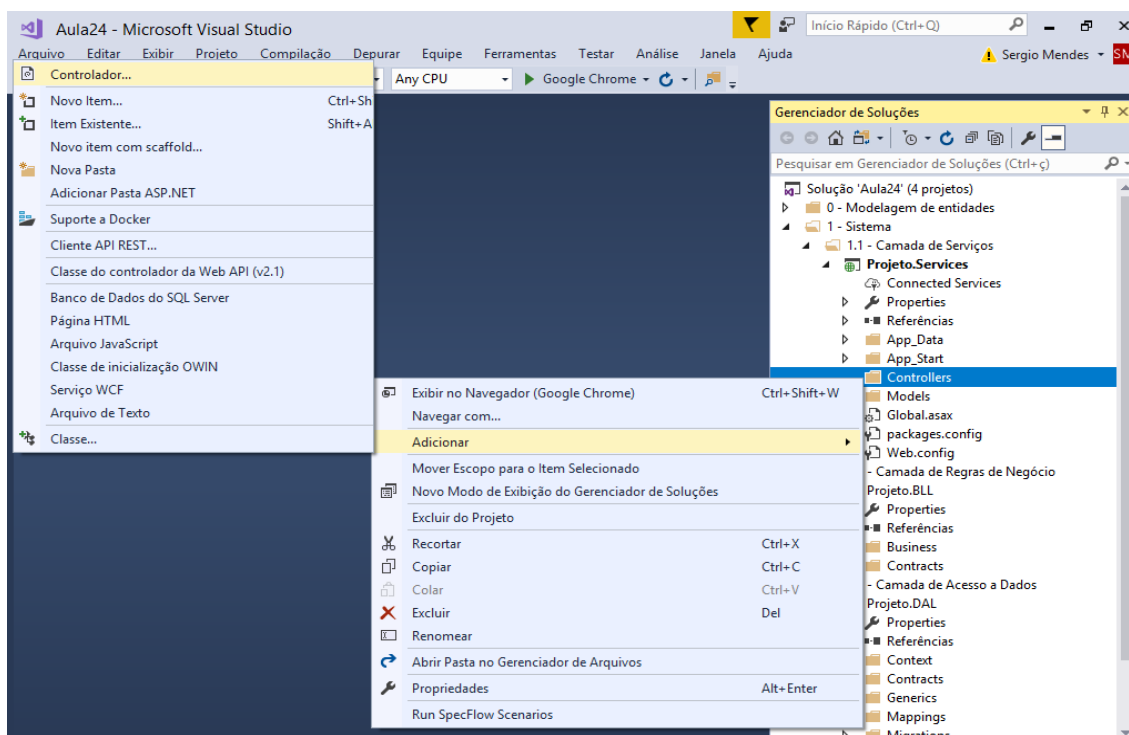 Aula24 - Microsoft Visual Studio
Início Rápido (Ctrl+Q)
Arquivo Editar Exibir Projeto Compilação Depurar Equipe Ferramentas Testar Análise Janela Ajuda
Sergio Mendes SM
Any CPU Google Chrome
Controlador...
Novo Item... Ctrl+Sh
Item Existente... Shift+A
Novo item com scaffold...
Nova Pasta
Adicionar Pasta ASP.NET
Suporte a Docker
Cliente API REST...
Classe do controlador da Web API (v2.1)
Banco de Dados do SQL Server
Página HTML
Arquivo JavaScript
Classe de inicialização OWIN
Serviço WCF
Arquivo de Texto
Classe...
Exibir no Navegador (Google Chrome) Ctrl+Shift+W
Navegar com...
Adicionar
Mover Escopo para o Item Selecionado
Novo Modo de Exibição do Gerenciador de Soluções
Excluir do Projeto
Recortar Ctrl+X
Copiar Ctrl+C
Colar Ctrl+V
Excluir Del
Renomear
Abrir Pasta no Gerenciador de Arquivos
Propriedades Alt+Enter
Run SpecFlow Scenarios
Gerenciador de Soluções
Pesquisar em Gerenciador de Soluções (Ctrl+ç)
Solução 'Aula24' (4 projetos)
0 - Modelagem de entidades
1 - Sistema
1.1 - Camada de Serviços
Projeto.Services
Connected Services
Properties
Referências
App_Data
App_Start
Controllers
Models
Global.asax
packages.config
Web.config
- Camada de Regras de Negócio
Projeto.BLL
Properties
Referências
Business
Contracts
- Camada de Acesso a Dados
Projeto.DAL
Properties
Referências
Context
Contracts
Generics
Mappings
Migrations